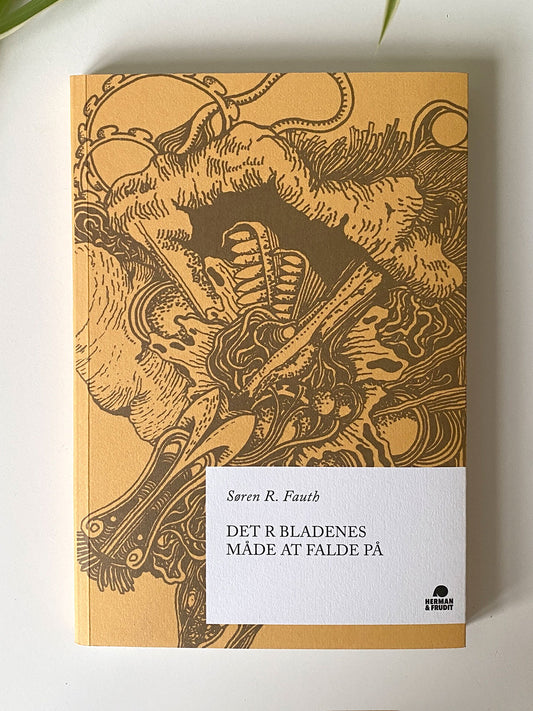 Søren R. Fauth
DET R BLADENES
MÅDE AT FALDE PÅ
HERMAN
& FRUDIT